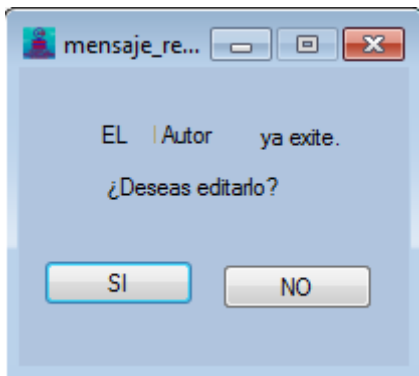 mensaje_re...
EL Autor ya exite.
¿Deseas editarlo?
SI NO